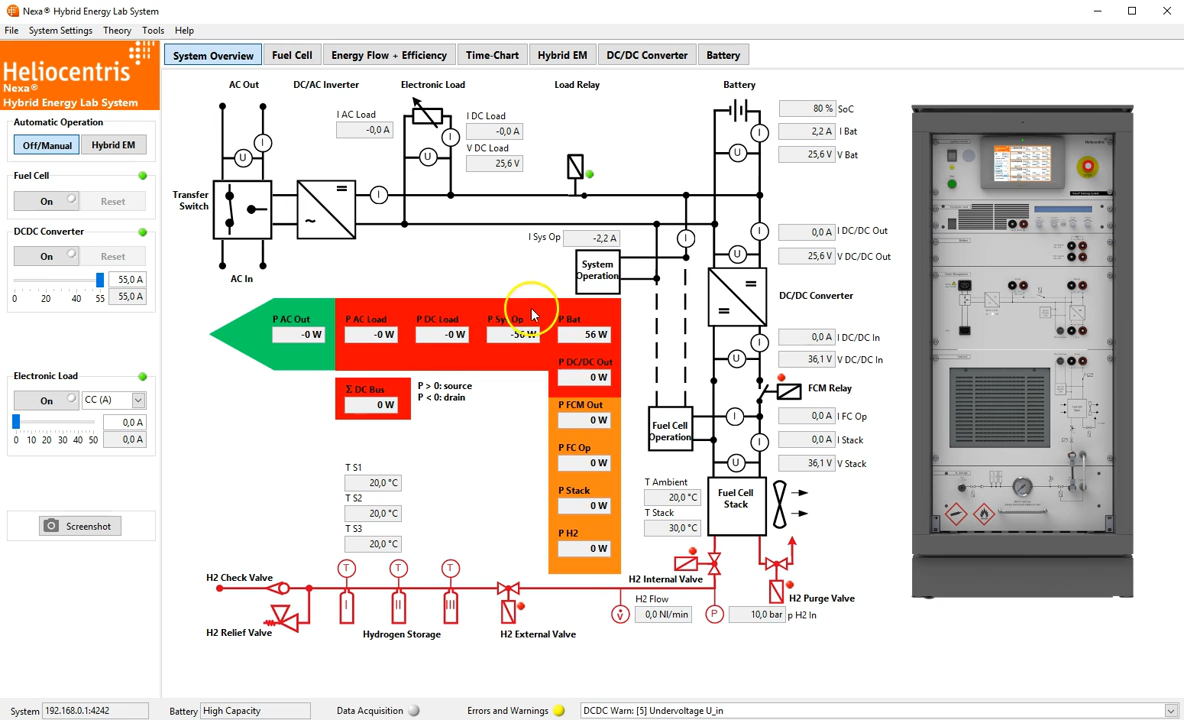 Nexa® Hybrid Energy Lab System
File System Settings Theory Tools Help
Heliocentris
Nexa®
Hybrid Energy Lab System
System Overview Fuel Cell Energy Flow + Efficiency Time-Chart Hybrid EM DC/DC Converter Battery
Automatic Operation
Off/Manual Hybrid EM
Fuel Cell
On Reset
DCDC Converter
On Reset
55,0 A
0 20 40 55 55,0 A
Electronic Load
On CC (A)
0,0 A
0 10 20 30 40 50 0,0 A
Screenshot
AC Out DC/AC Inverter Electronic Load Load Relay Battery
I AC Load
-0,0 A
I DC Load
-0,0 A
V DC Load
25,6 V
80 % SoC
2,2 A I Bat
25,6 V V Bat
I
U
I
U
I
I
U
Transfer
Switch
=
~
I
AC In
I Sys Op -2,2 A
System
Operation
I
I
U
0,0 A I DC/DC Out
25,6 V V DC/DC Out
=
=
DC/DC Converter
P AC Out
-0 W
P AC Load
-0 W
P DC Load
-0 W
P Sys Op
-56 W
P Bat
56 W
P DC/DC Out
0 W
Σ DC Bus
0 W
P > 0: source
P < 0: drain
P FCM Out
0 W
P FC Op
0 W
P Stack
0 W
P H2
0 W
I
U
0,0 A I DC/DC In
36,1 V V DC/DC In
FCM Relay
I
I
U
0,0 A I FC Op
0,0 A I Stack
36,1 V V Stack
Fuel Cell
Operation
T Ambient
20,0 °C
T Stack
30,0 °C
Fuel Cell
Stack
T S1
20,0 °C
T S2
20,0 °C
T S3
20,0 °C
H2 Check Valve
H2 Relief Valve
T T T
I II III
Hydrogen Storage
H2 External Valve
H2 Internal Valve
H2 Flow
V̇ 0,0 Nl/min
P 10,0 bar p H2 In
H2 Purge Valve
System 192.168.0.1:4242 Battery High Capacity Data Acquisition Errors and Warnings DCDC Warn: [5] Undervoltage U_in